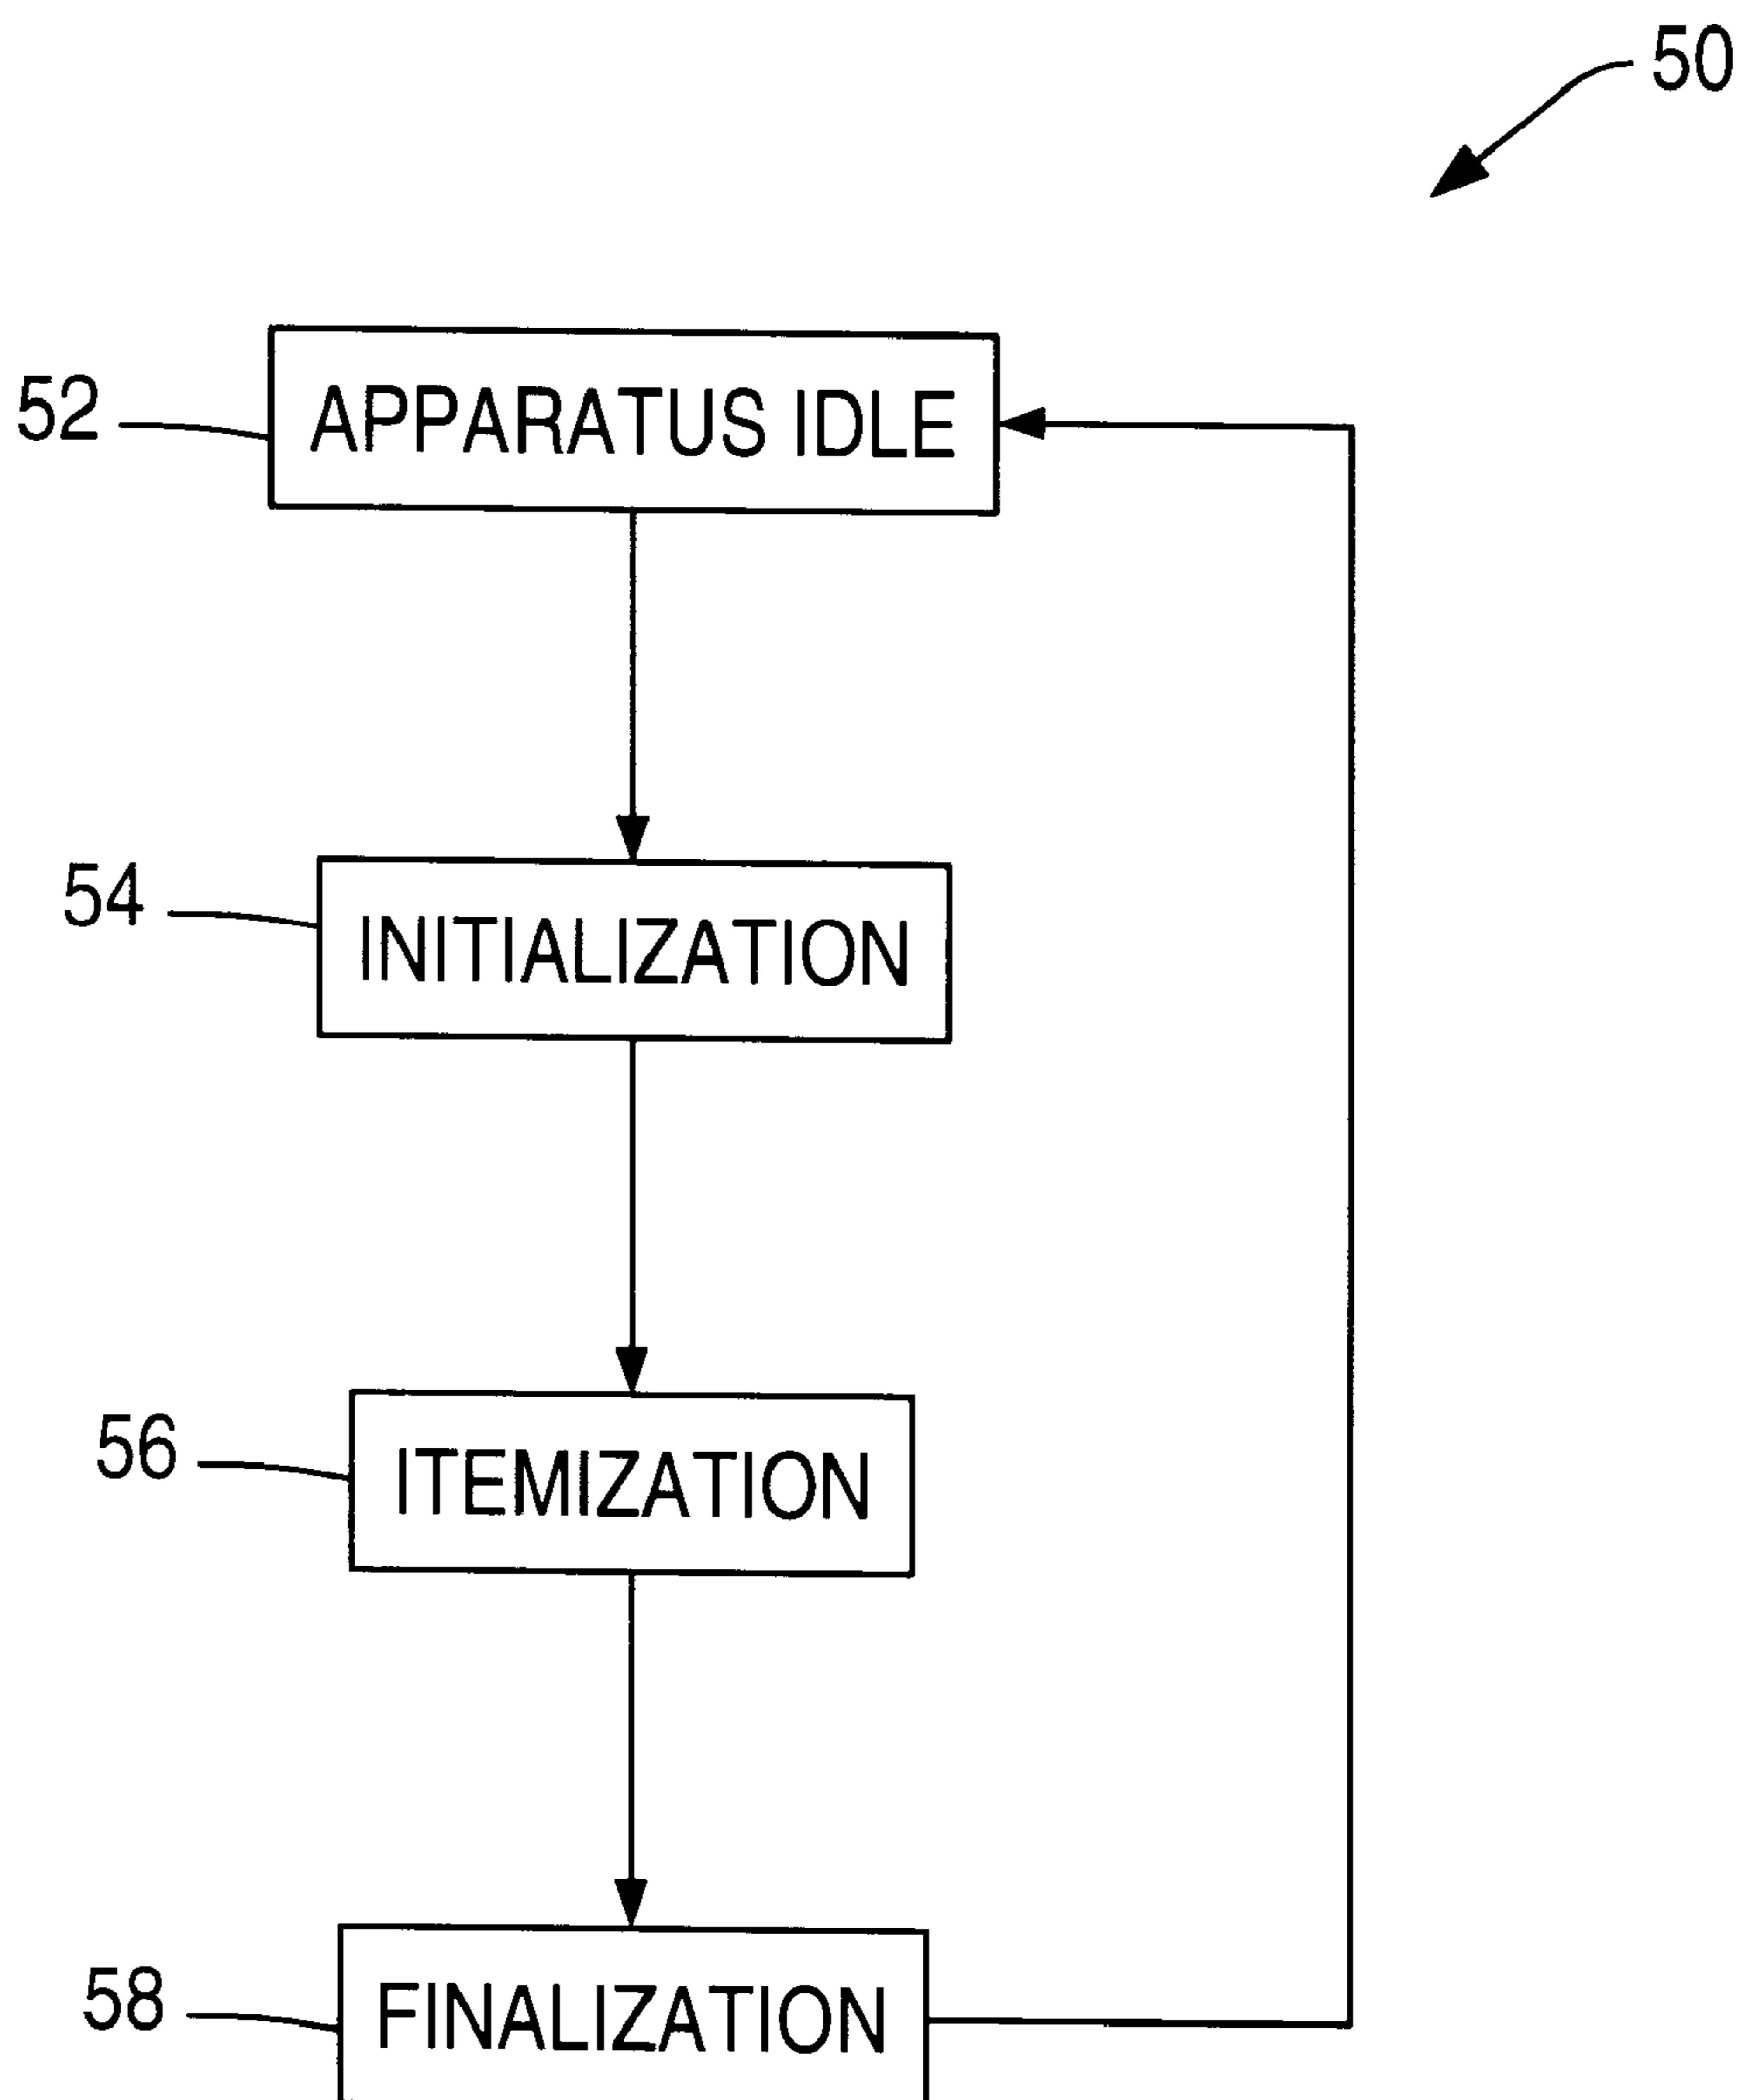 50
52
APPARATUS IDLE
54
INITIALIZATION
56
ITEMIZATION
58
FINALIZATION